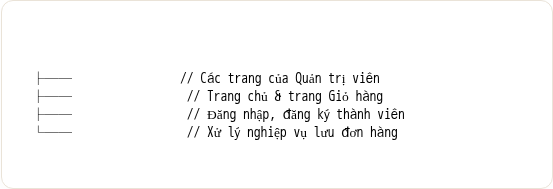 ├──── // Các trang của Quản trị viên
├──── // Trang chủ & trang Giỏ hàng
├──── // Đăng nhập, đăng ký thành viên
└──── // Xử lý nghiệp vụ lưu đơn hàng